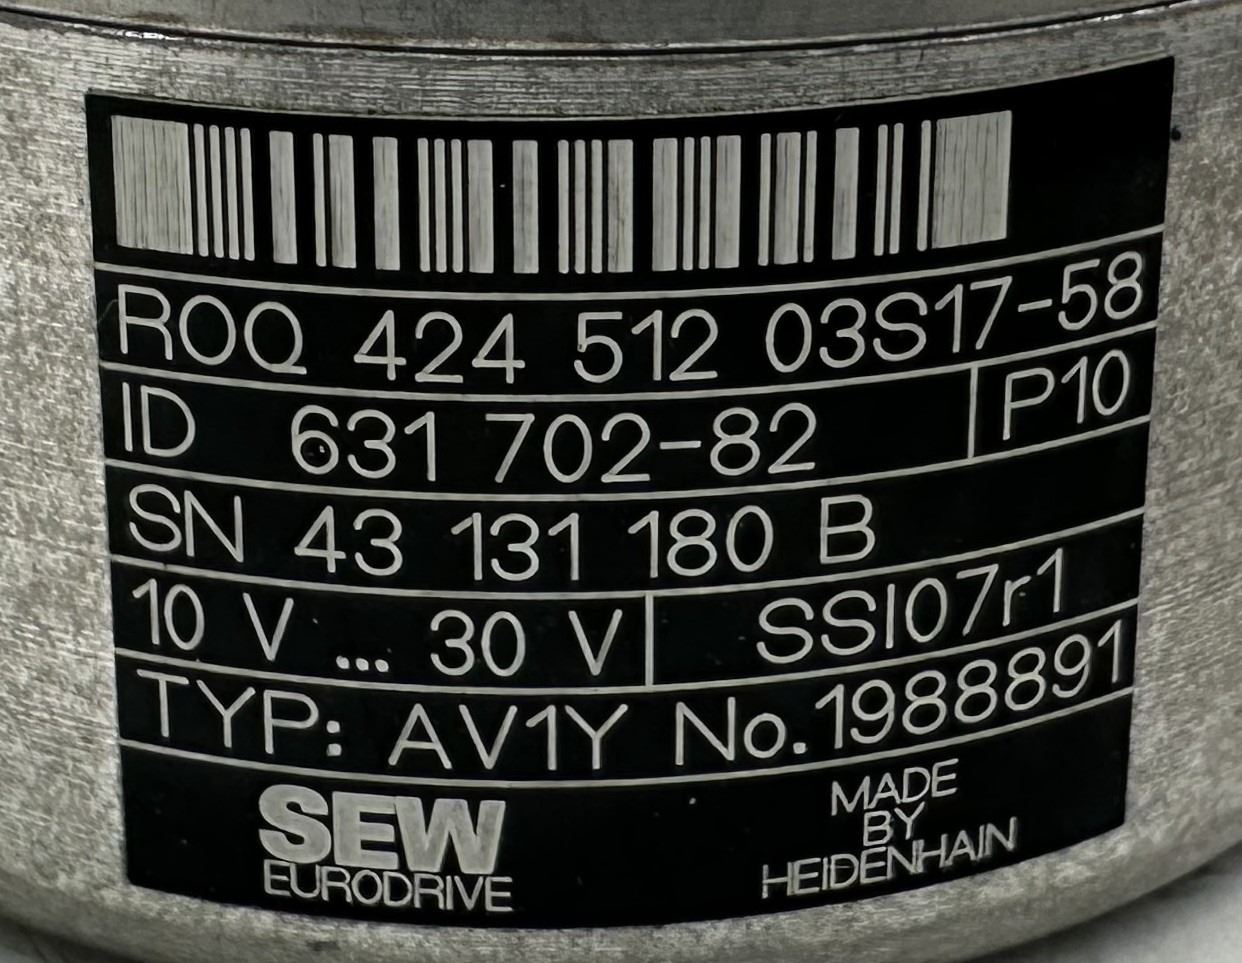 ROQ 424 512 03S17-58
ID 631 702-82 P10
SN 43 131 180 B
10 V ... 30 V SSI07r1
TYP: AV1Y No.1988891
SEW
EURODRIVE
MADE
BY
HEIDENHAIN